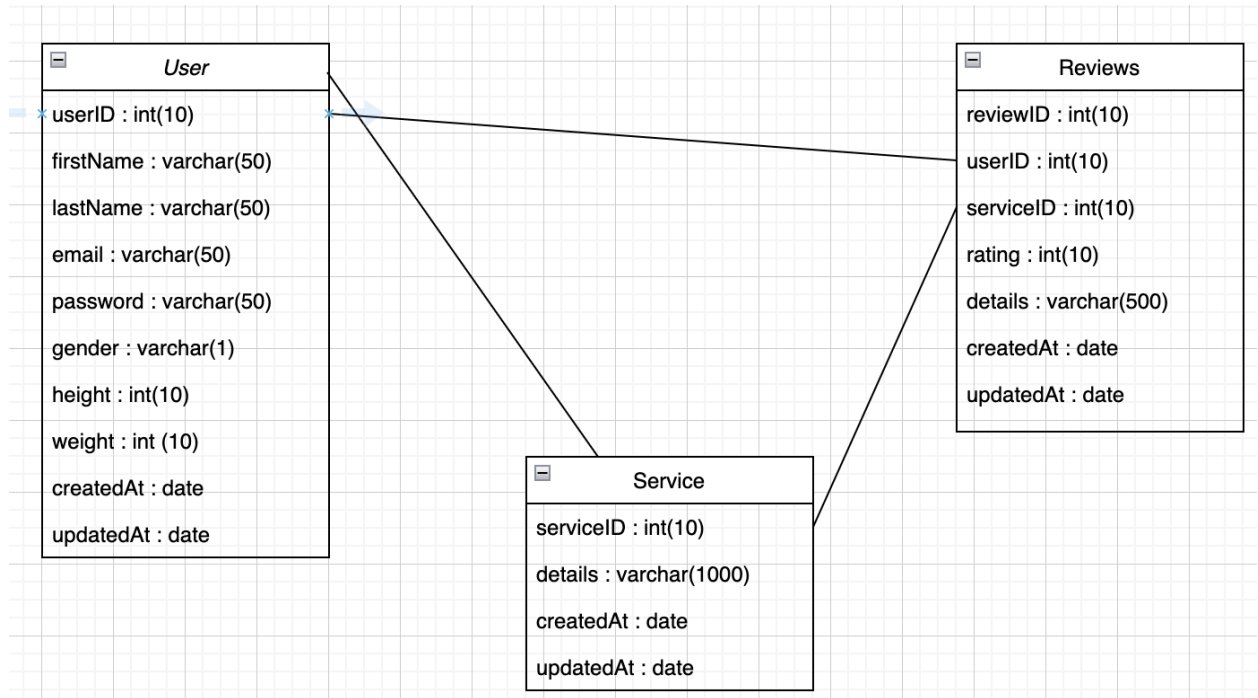 User
userID : int(10)
firstName : varchar(50)
lastName : varchar(50)
email : varchar(50)
password : varchar(50)
gender : varchar(1)
height : int(10)
weight : int (10)
createdAt : date
updatedAt : date
Reviews
reviewID : int(10)
userID : int(10)
serviceID : int(10)
rating : int(10)
details : varchar(500)
createdAt : date
updatedAt : date
Service
serviceID : int(10)
details : varchar(1000)
createdAt : date
updatedAt : date